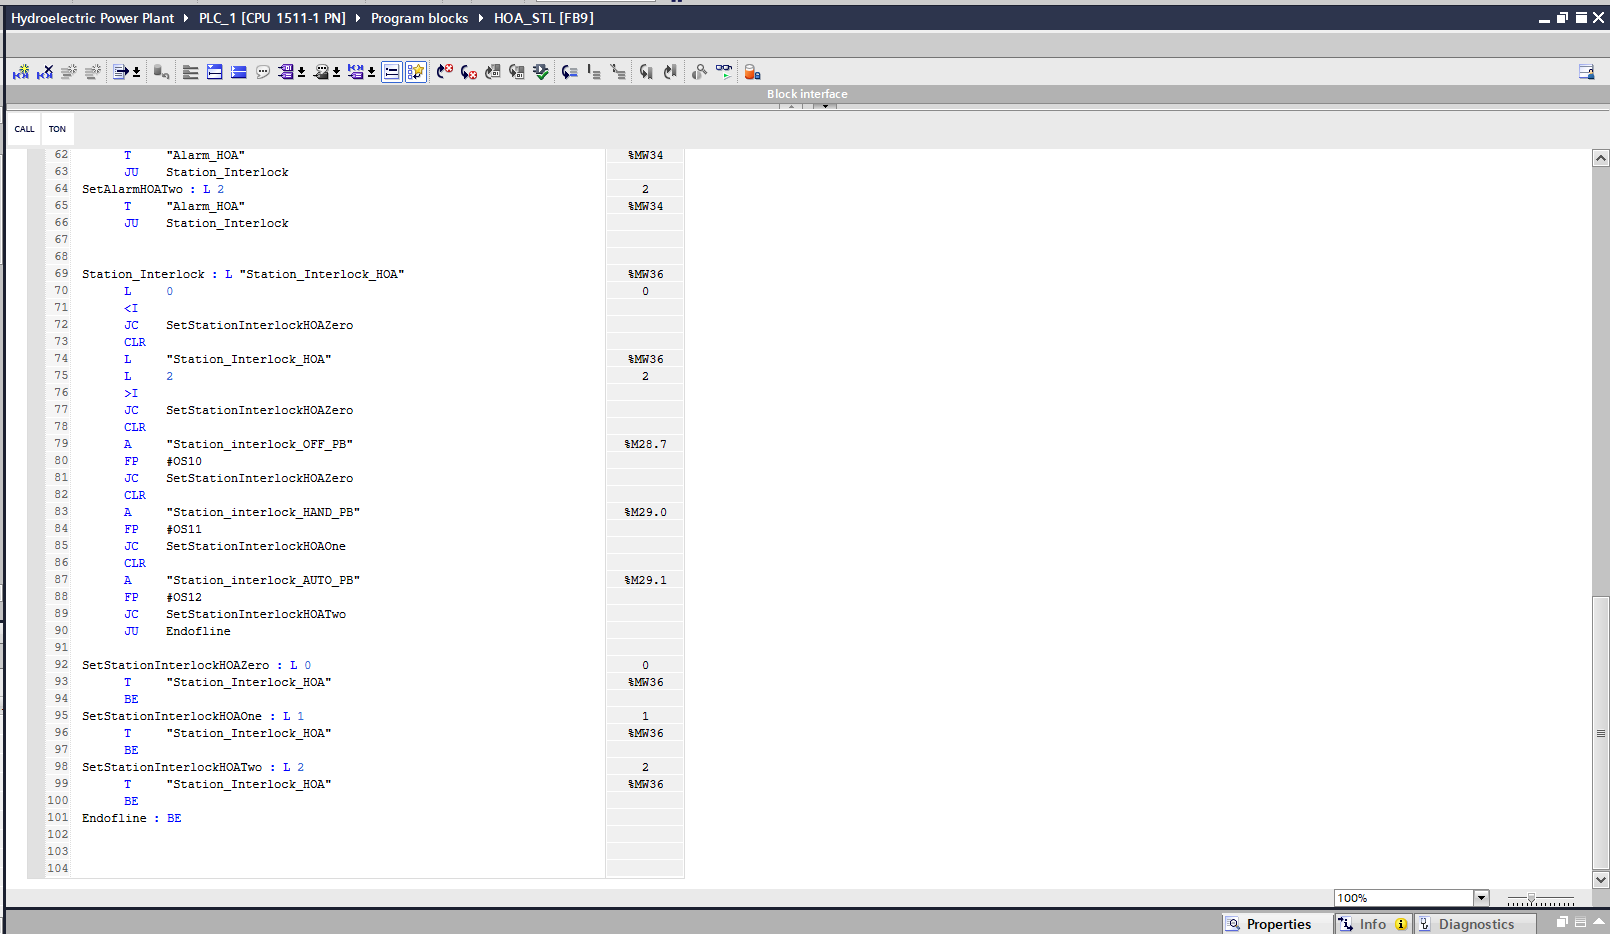 Hydroelectric Power Plant ▸ PLC_1 [CPU 1511-1 PN] ▸ Program blocks ▸ HOA_STL [FB9]
Block interface
CALL TON
62 T "Alarm_HOA" %MW34
63 JU Station_Interlock
64 SetAlarmHOATwo : L 2 2
65 T "Alarm_HOA" %MW34
66 JU Station_Interlock
67
68
69 Station_Interlock : L "Station_Interlock_HOA" %MW36
70 L 0 0
71 <I
72 JC SetStationInterlockHOAZero
73 CLR
74 L "Station_Interlock_HOA" %MW36
75 L 2 2
76 >I
77 JC SetStationInterlockHOAZero
78 CLR
79 A "Station_interlock_OFF_PB" %M28.7
80 FP #OS10
81 JC SetStationInterlockHOAZero
82 CLR
83 A "Station_interlock_HAND_PB" %M29.0
84 FP #OS11
85 JC SetStationInterlockHOAOne
86 CLR
87 A "Station_interlock_AUTO_PB" %M29.1
88 FP #OS12
89 JC SetStationInterlockHOATwo
90 JU Endofline
91
92 SetStationInterlockHOAZero : L 0 0
93 T "Station_Interlock_HOA" %MW36
94 BE
95 SetStationInterlockHOAOne : L 1 1
96 T "Station_Interlock_HOA" %MW36
97 BE
98 SetStationInterlockHOATwo : L 2 2
99 T "Station_Interlock_HOA" %MW36
100 BE
101 Endofline : BE
102
103
104
100%
Properties Info Diagnostics